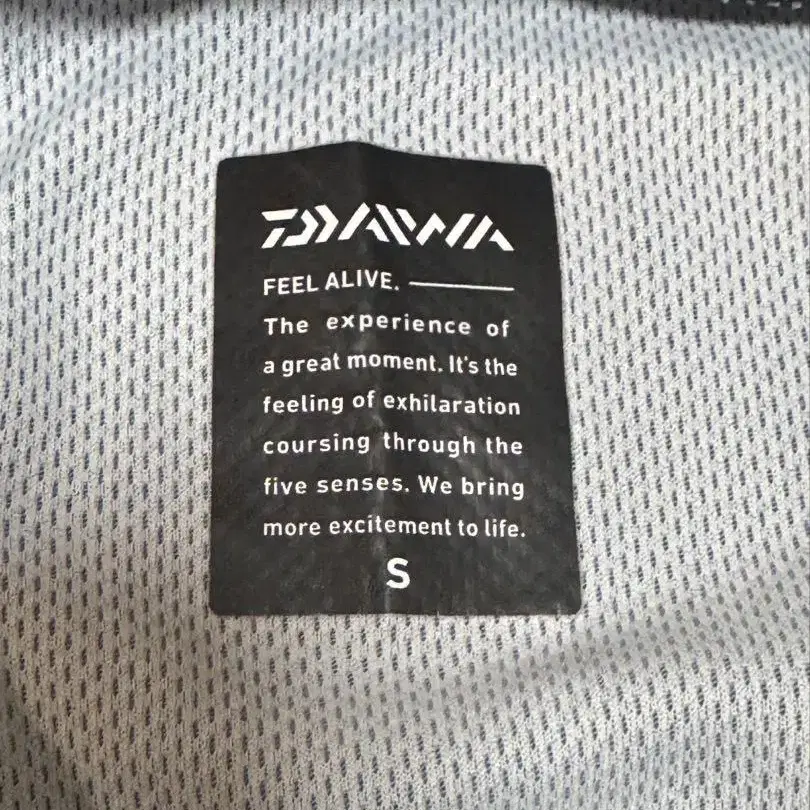 DAIWA
FEEL ALIVE.
The experience of
a great moment. It's the
feeling of exhilaration
coursing through the
five senses. We bring
more excitement to life.
S